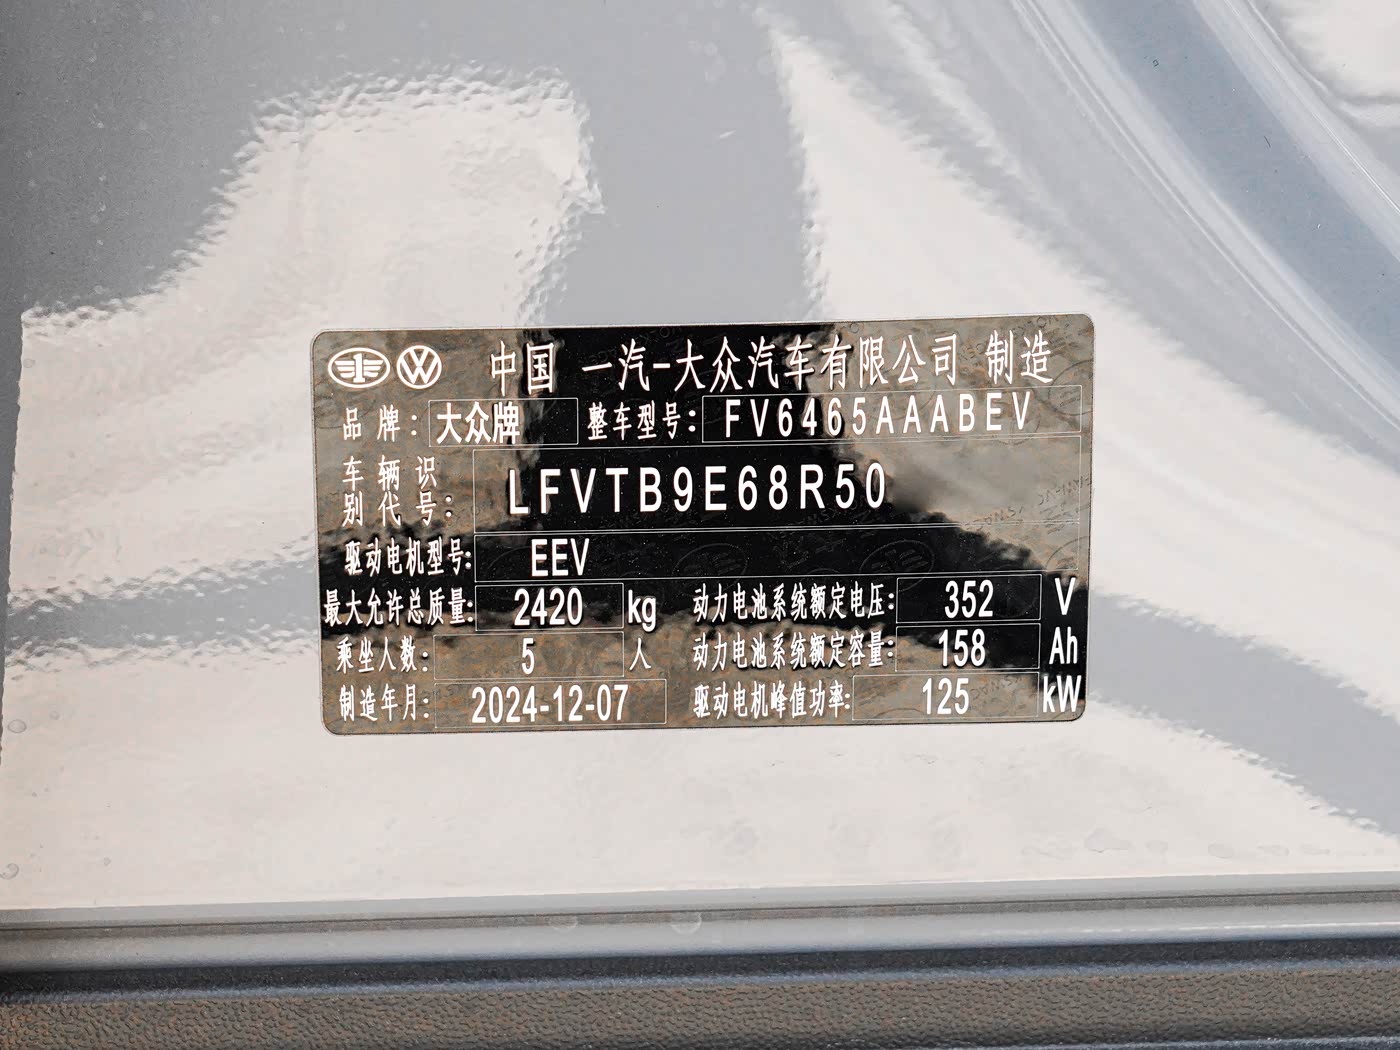 中国 一汽-大众汽车有限公司 制造
品牌: 大众牌 整车型号: FV6465AAABEV
车辆识别代号: LFVTB9E68R50
驱动电机型号: EEV
最大允许总质量: 2420 kg 动力电池系统额定电压: 352 V
乘坐人数: 5 人 动力电池系统额定容量: 158 Ah
制造年月: 2024-12-07 驱动电机峰值功率: 125 kW